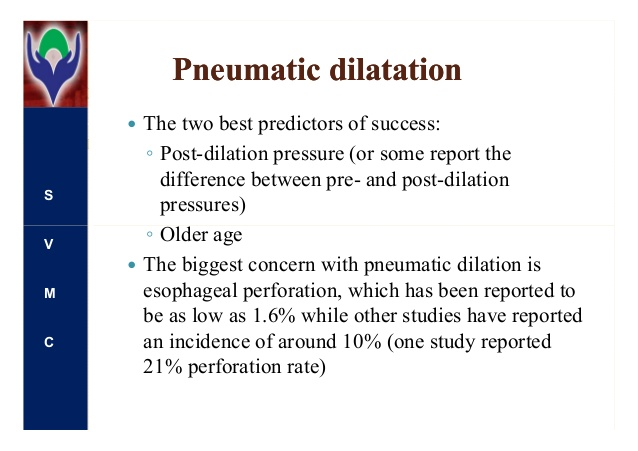 Pneumatic dilatation
• The two best predictors of success:
◦ Post-dilation pressure (or some report the
difference between pre- and post-dilation
pressures)
◦ Older age
• The biggest concern with pneumatic dilation is
esophageal perforation, which has been reported to
be as low as 1.6% while other studies have reported
an incidence of around 10% (one study reported
21% perforation rate)
S
V
M
C